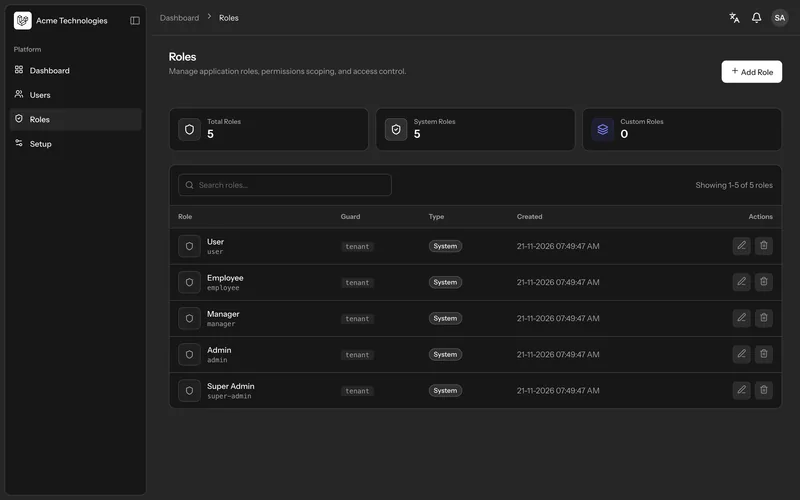 Acme Technologies
Platform
Dashboard
Users
Roles
Setup
Dashboard > Roles
SA
Roles
Manage application roles, permissions scoping, and access control.
+ Add Role
Total Roles
5
System Roles
5
Custom Roles
0
Search roles...
Showing 1-5 of 5 roles
Role Guard Type Created Actions
User
user
tenant System 21-11-2026 07:49:47 AM
Employee
employee
tenant System 21-11-2026 07:49:47 AM
Manager
manager
tenant System 21-11-2026 07:49:47 AM
Admin
admin
tenant System 21-11-2026 07:49:47 AM
Super Admin
super-admin
tenant System 21-11-2026 07:49:47 AM